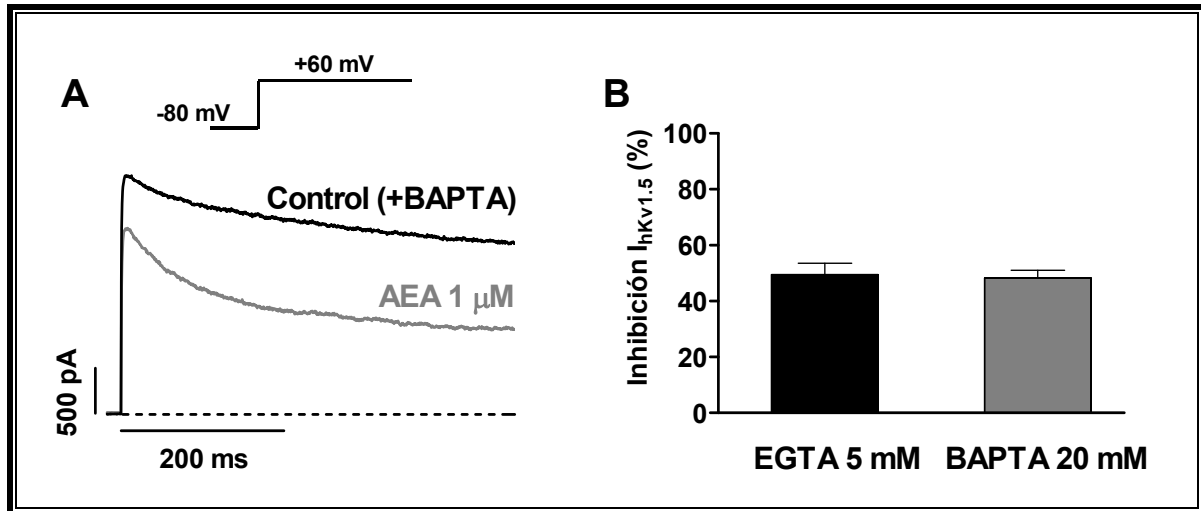 A
+60 mV
-80 mV
Control (+BAPTA)
AEA 1 μM
500 pA
200 ms
B
Inhibición IhKv1.5 (%)
100
80
60
40
20
0
EGTA 5 mM
BAPTA 20 mM